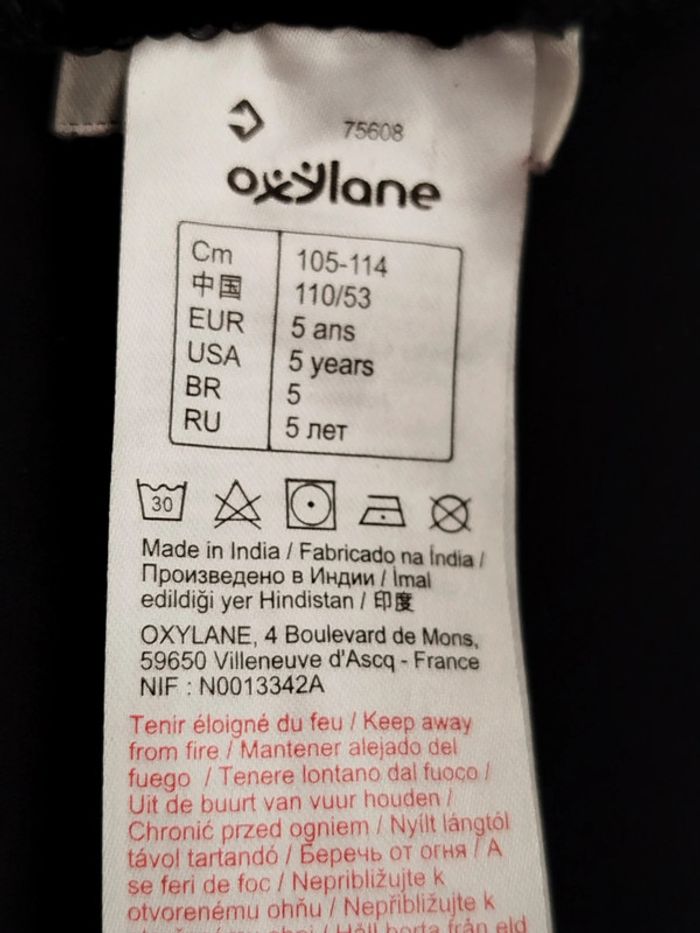 75608
oxylane
Cm 105-114
中国 110/53
EUR 5 ans
USA 5 years
BR 5
RU 5 лет
30
Made in India / Fabricado na Índia /
Произведено в Индии / İmal
edildiği yer Hindistan / 印度
OXYLANE, 4 Boulevard de Mons,
59650 Villeneuve d'Ascq - France
NIF : N0013342A
Tenir éloigné du feu / Keep away
from fire / Mantener alejado del
fuego / Tenere lontano dal fuoco /
Uit de buurt van vuur houden /
Chronić przed ogniem / Nyílt lángtól
távol tartandó / Беречь от огня / A
se feri de foc / Nepribližujte k
otvorenému ohňu / Nepřibližujte k
Håll borta från eld